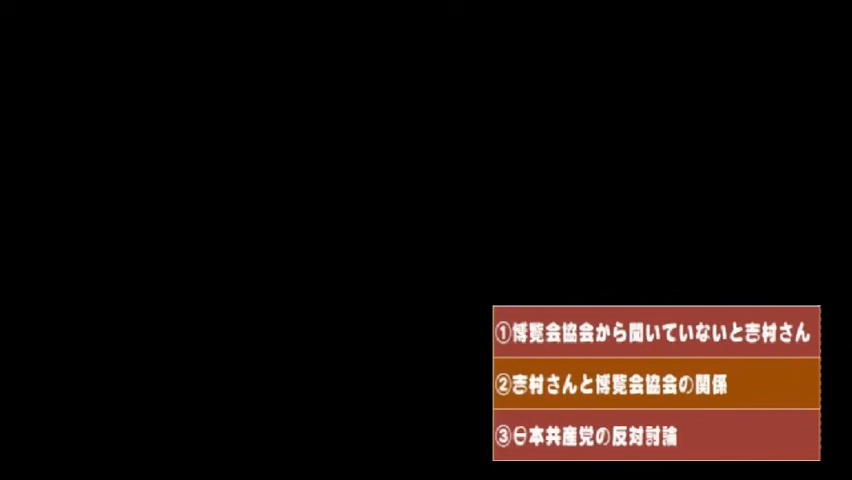 ①博覧会協会から聞いていないと志村さん
②志村さんと博覧会協会の関係
③日本共産党の反対討論